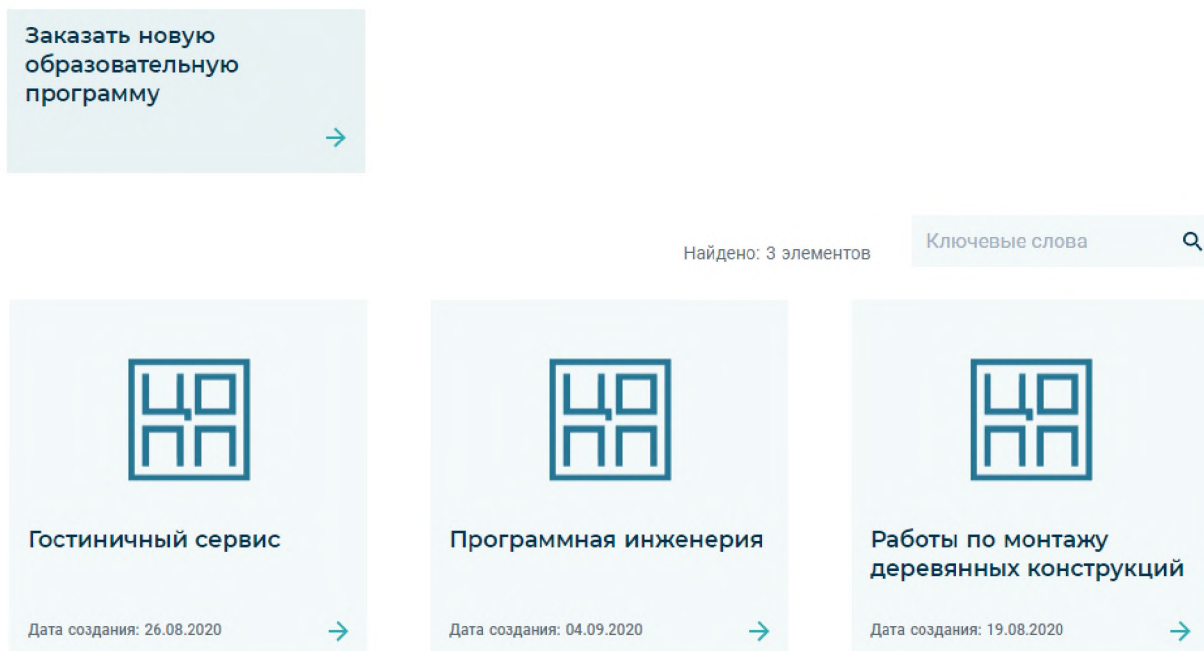 Заказать новую
образовательную
программу
Найдено: 3 элементов
Ключевые слова
ЦО
ПП
Гостиничный сервис
Дата создания: 26.08.2020
ЦО
ПП
Программная инженерия
Дата создания: 04.09.2020
ЦО
ПП
Работы по монтажу
деревянных конструкций
Дата создания: 19.08.2020